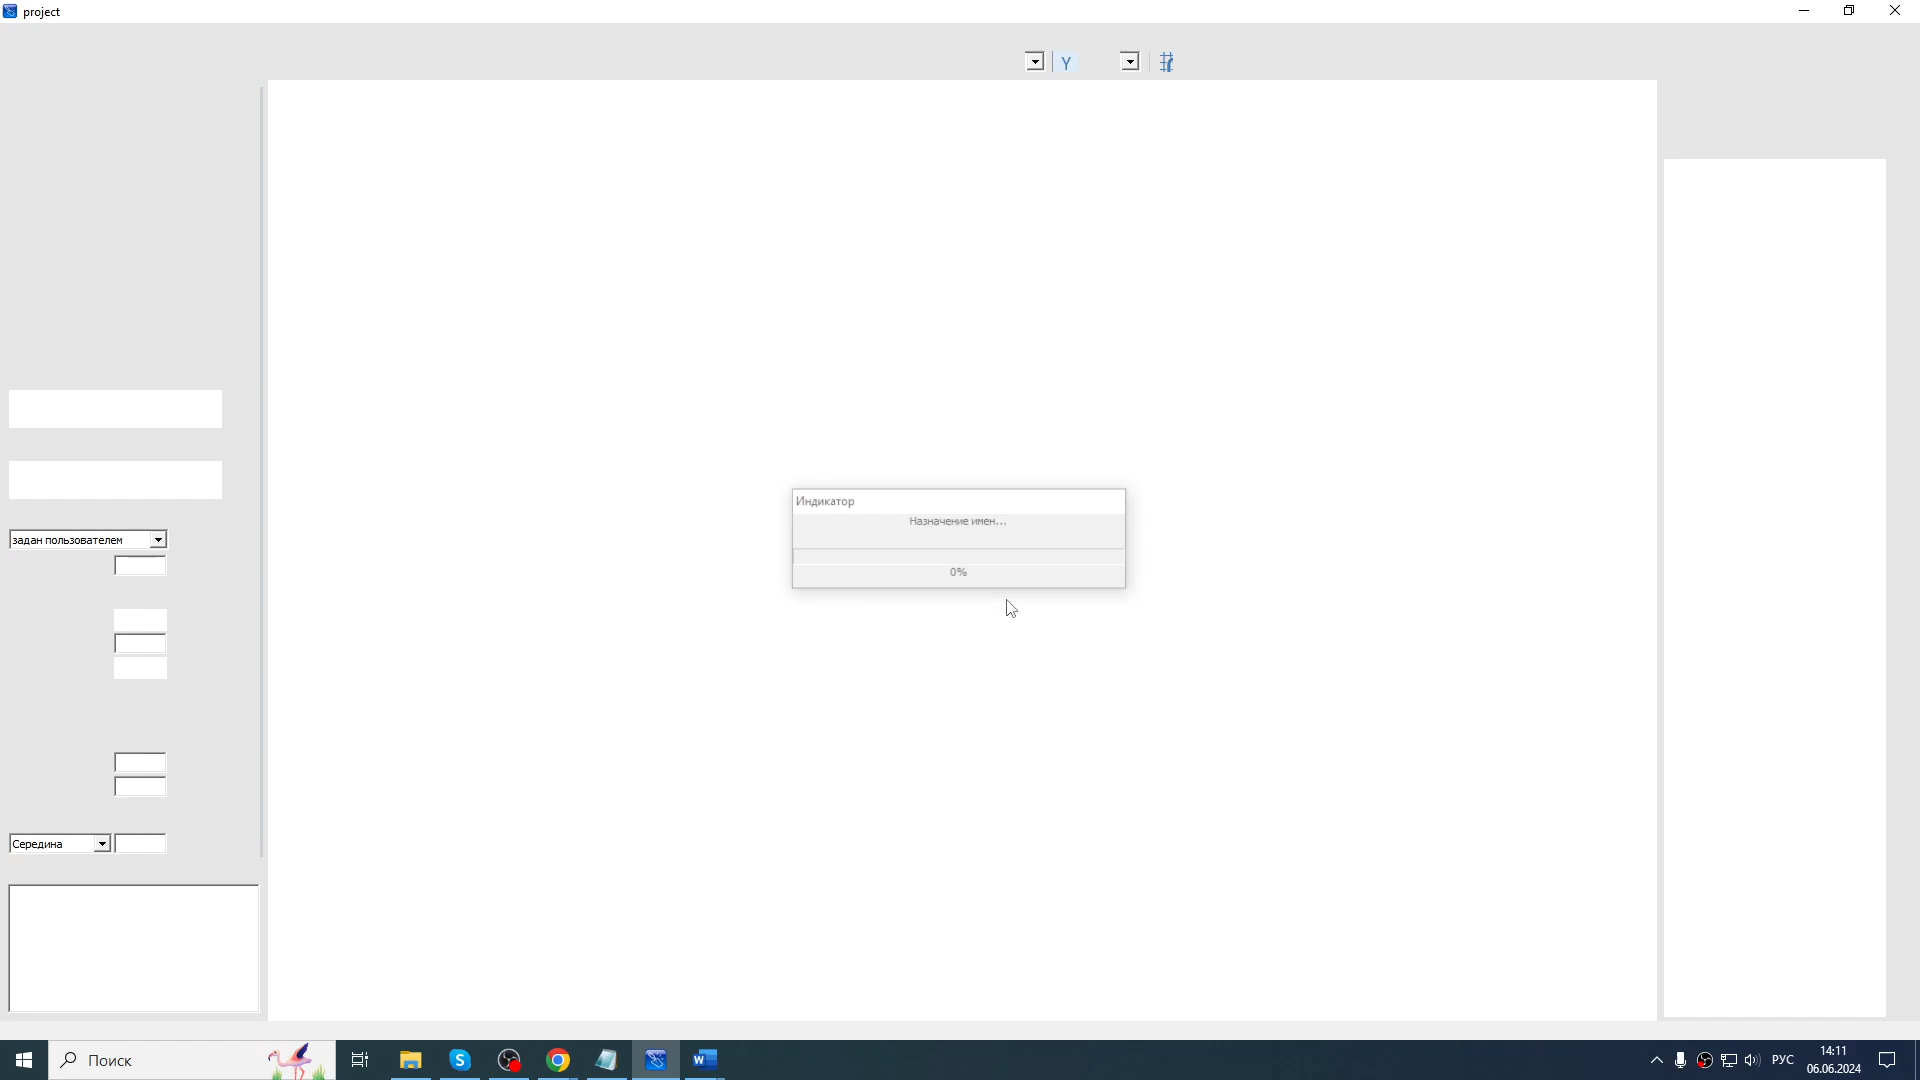 project
Y
Индикатор
Назначение имен...
0%
задан пользователем
Середина
Поиск
S
W
РУС
14:11
06.06.2024